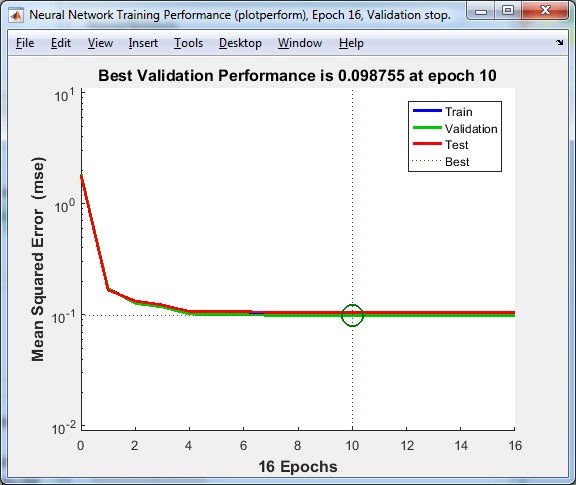 Neural Network Training Performance (plotperform), Epoch 16, Validation stop.
File Edit View Insert Tools Desktop Window Help
Best Validation Performance is 0.098755 at epoch 10
Mean Squared Error (mse)
10^1
10^0
10^-1
10^-2
Train
Validation
Test
Best
0 2 4 6 8 10 12 14 16
16 Epochs